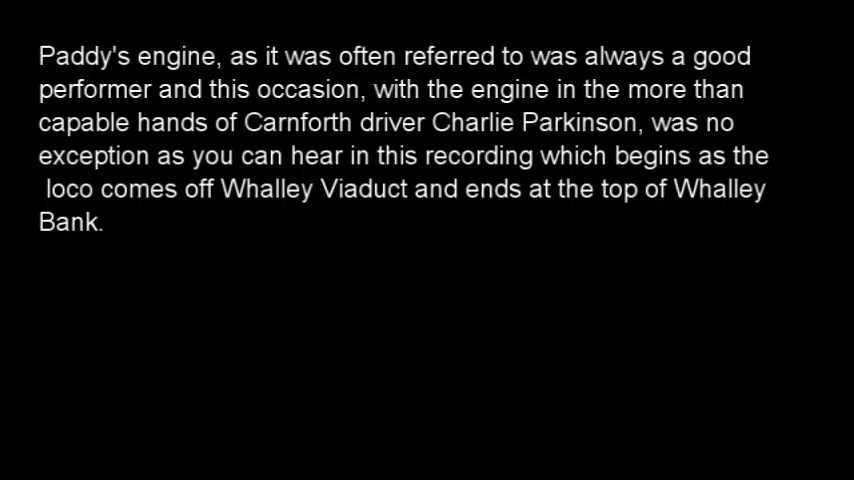 Paddy's engine, as it was often referred to was always a good
performer and this occasion, with the engine in the more than
capable hands of Carnforth driver Charlie Parkinson, was no
exception as you can hear in this recording which begins as the
loco comes off Whalley Viaduct and ends at the top of Whalley
Bank.